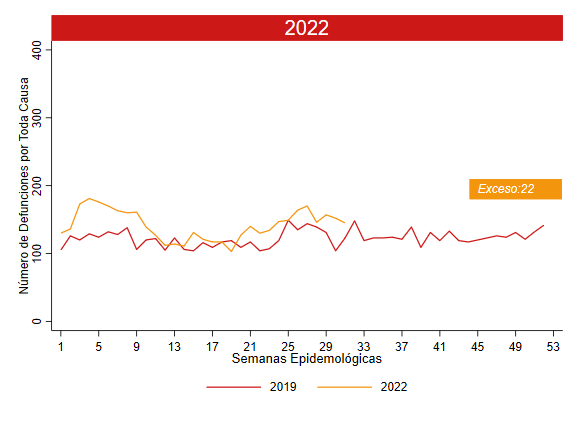 2022
Número de Defunciones por Toda Causa
400
300
200
100
0
Exceso:22
1 5 9 13 17 21 25 29 33 37 41 45 49 53
Semanas Epidemológicas
2019 2022